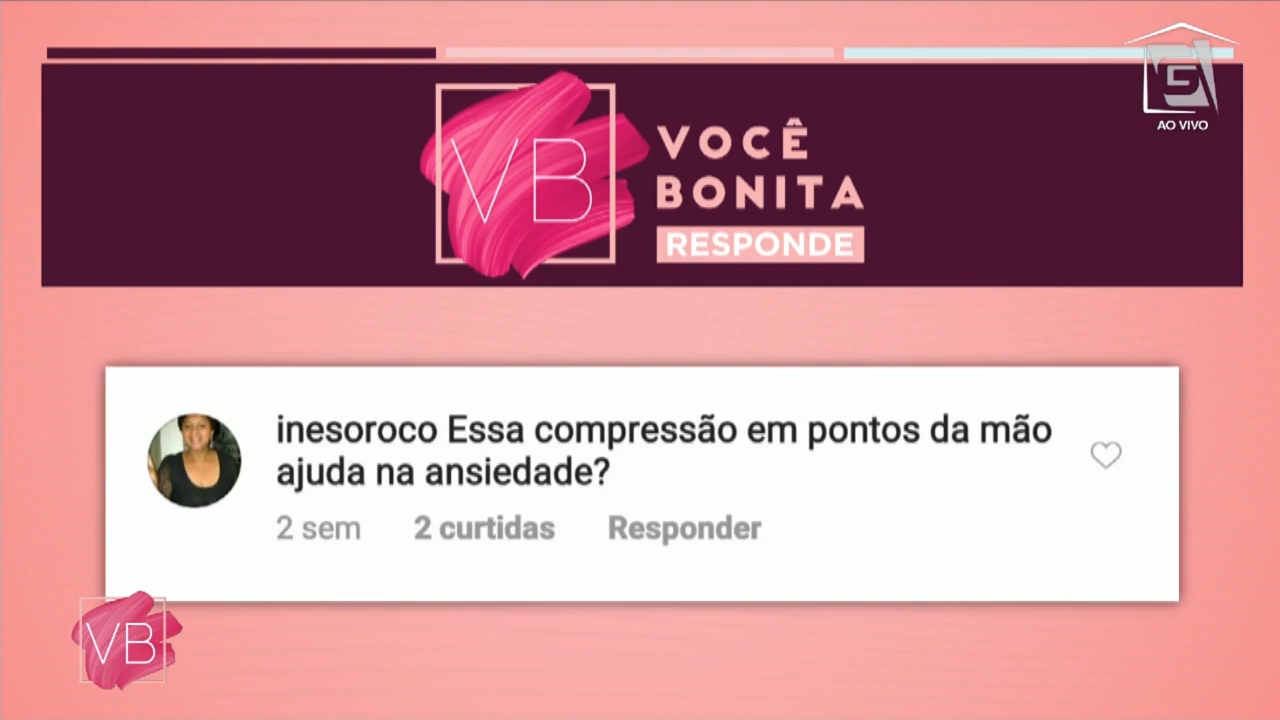 AO VIVO
VB
VOCÊ
BONITA
RESPONDE
inesoroco Essa compressão em pontos da mão
ajuda na ansiedade?
2 sem 2 curtidas Responder
VB